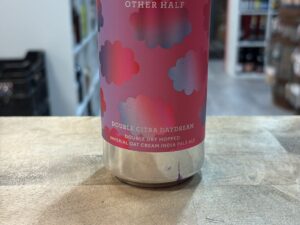 OTHER HALF
DOUBLE CITRA DAYDREAM
DOUBLE DRY HOPPED
IMPERIAL OAT CREAM INDIA PALE ALE